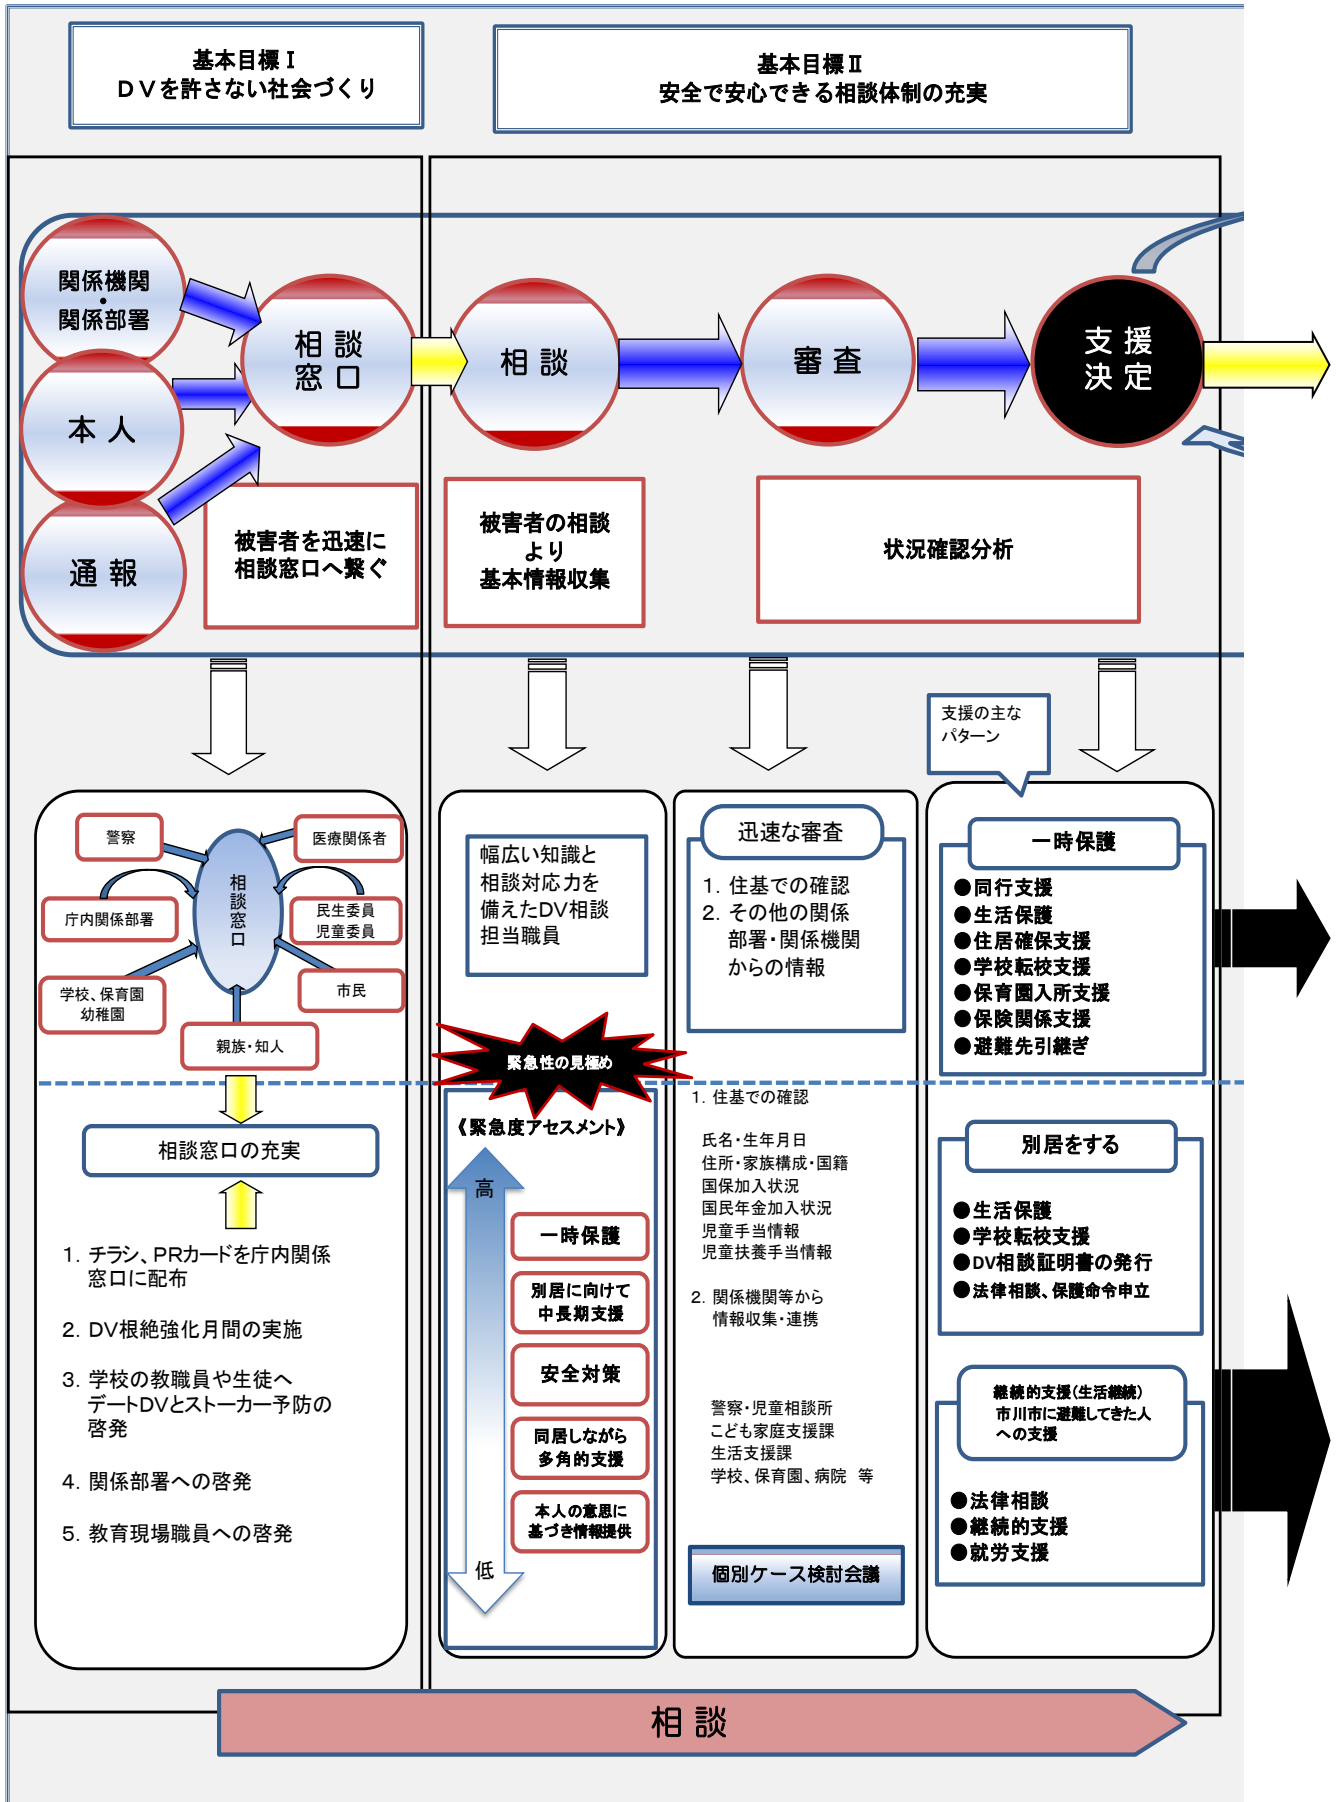 基本目標Ⅰ
DVを許さない社会づくり
基本目標Ⅱ
安全で安心できる相談体制の充実
関係機関
・
関係部署
本人
通報
相談
窓口
相談
審査
支援
決定
被害者を迅速に
相談窓口へ繋ぐ
被害者の相談
より
基本情報収集
状況確認分析
警察
医療関係者
庁内関係部署
相談窓口
民生委員
児童委員
学校、保育園
幼稚園
市民
親族・知人
相談窓口の充実
1. チラシ、PRカードを庁内関係
窓口に配布
2. DV根絶強化月間の実施
3. 学校の教職員や生徒へ
デートDVとストーカー予防の
啓発
4. 関係部署への啓発
5. 教育現場職員への啓発
幅広い知識と
相談対応力を
備えたDV相談
担当職員
緊急性の見極め
《緊急度アセスメント》
高
一時保護
別居に向けて
中長期支援
安全対策
同居しながら
多角的支援
本人の意思に
基づき情報提供
低
迅速な審査
1. 住基での確認
2. その他の関係
部署・関係機関
からの情報
1. 住基での確認
氏名・生年月日
住所・家族構成・国籍
国保加入状況
国民年金加入状況
児童手当情報
児童扶養手当情報
2. 関係機関等から
情報収集・連携
警察・児童相談所
こども家庭支援課
生活支援課
学校、保育園、病院 等
個別ケース検討会議
支援の主な
パターン
一時保護
●同行支援
●生活保護
●住居確保支援
●学校転校支援
●保育園入所支援
●保険関係支援
●避難先引継ぎ
別居をする
●生活保護
●学校転校支援
●DV相談証明書の発行
●法律相談、保護命令申立
継続的支援(生活継続)
市川市に避難してきた人
への支援
●法律相談
●継続的支援
●就労支援
相談